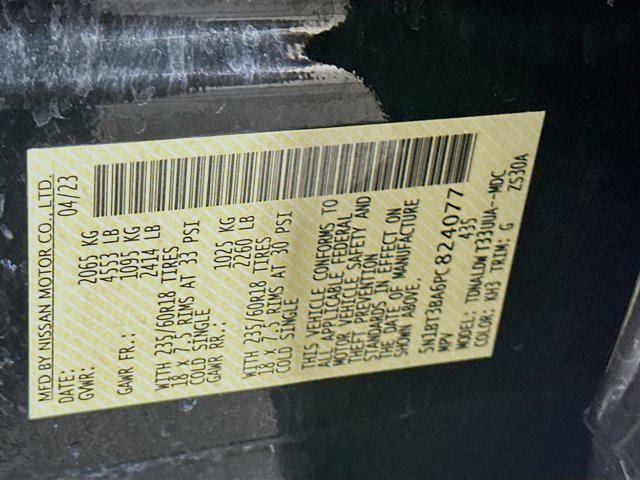 MFD BY NISSAN MOTOR CO., LTD.
DATE: 04/23
GVWR: 2065 KG
4553 LB
GAWR FR.: 1095 KG
2414 LB
WITH 235/60R18 TIRES
18 X 7.5 RIMS AT 33 PSI
COLD SINGLE
GAWR RR.: 1025 KG
2260 LB
WITH 235/60R18 TIRES
18 X 7.5 RIMS AT 30 PSI
COLD SINGLE
THIS VEHICLE CONFORMS TO
ALL APPLICABLE FEDERAL
MOTOR VEHICLE SAFETY AND
THEFT PREVENTION
STANDARDS IN EFFECT ON
THE DATE OF MANUFACTURE
SHOWN ABOVE.
5N1BT3BA6PC824077
MPV 435
MODEL: TDNALDW T33UUA--MDC
COLOR: KH3 TRIM: G ZS30A